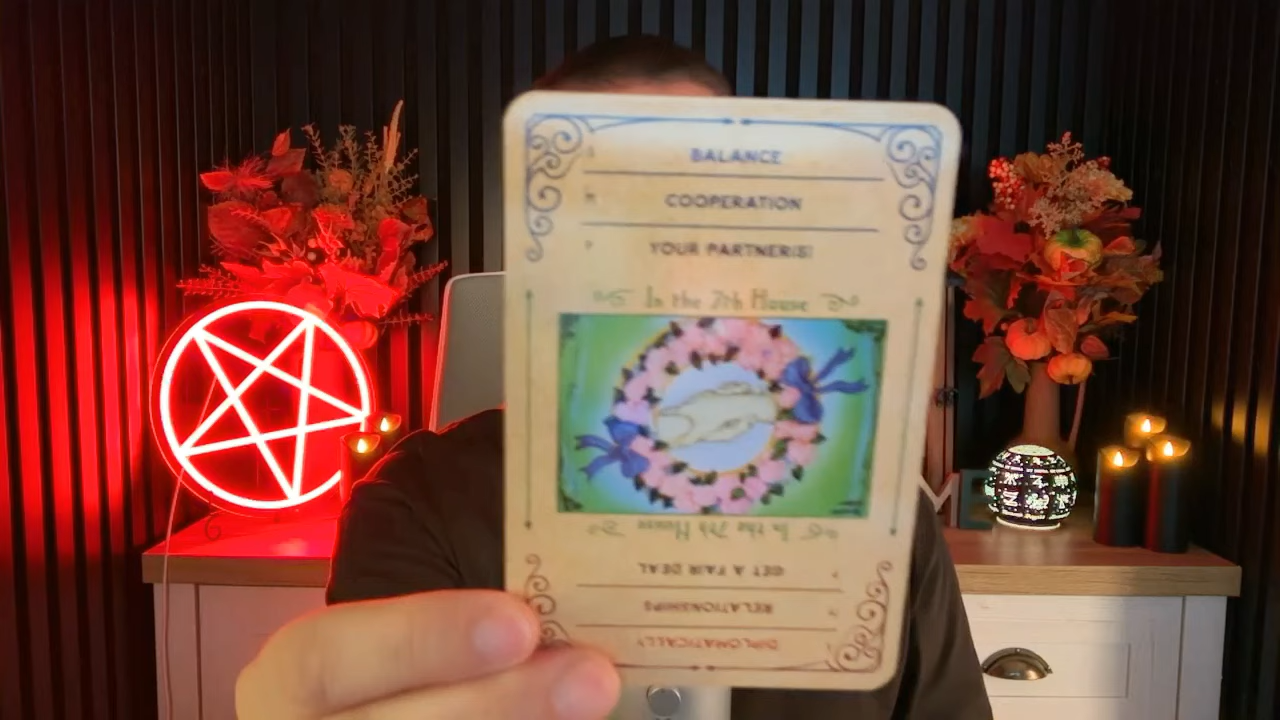 BALANCE
COOPERATION
YOUR PARTNER(S)
In the 7th House
In the 7th House
GET A FAIR DEAL
RELATIONSHIPS
DIPLOMATICALLY